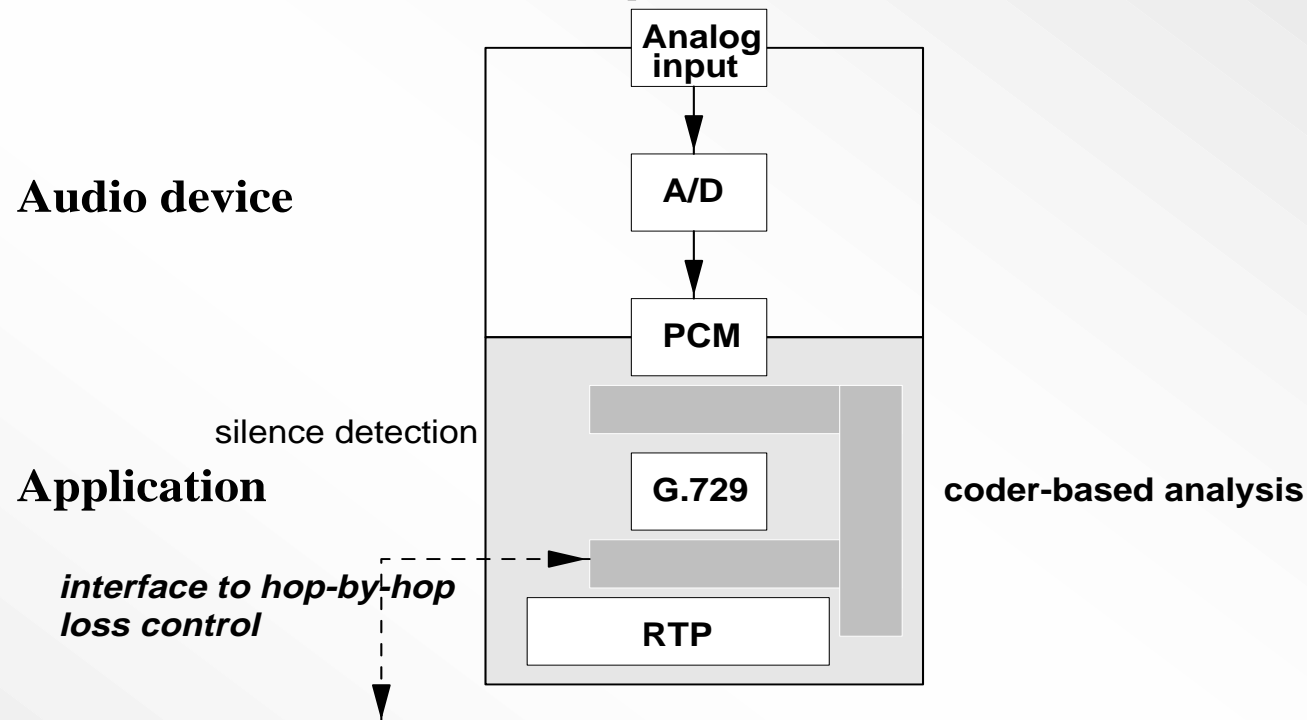 Analog
input
Audio device
A/D
PCM
silence detection
Application
G.729
coder-based analysis
interface to hop-by-hop
loss control
RTP